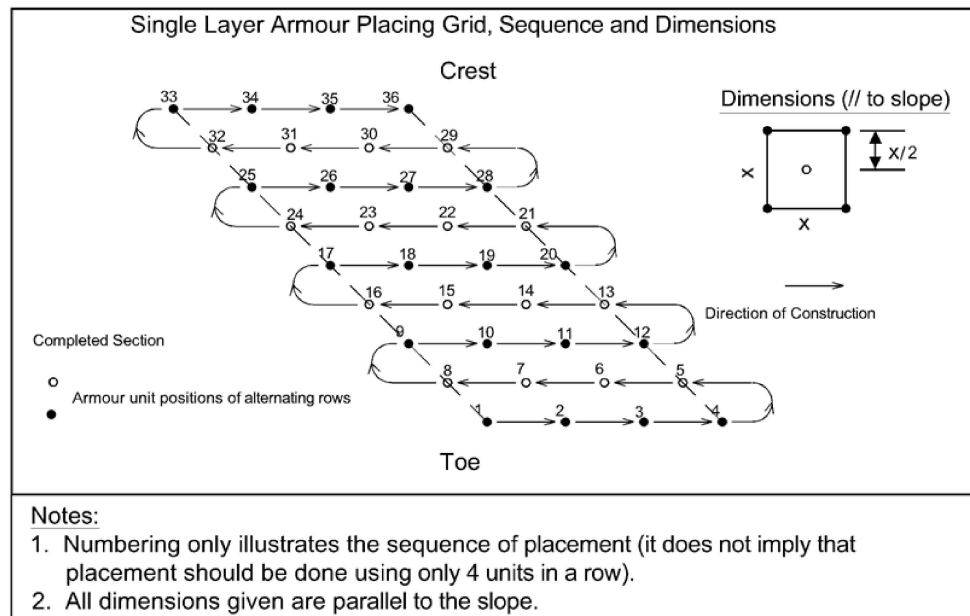 Single Layer Armour Placing Grid, Sequence and Dimensions
Crest
33 34 35 36
Dimensions (// to slope)
32 31 30 29
X/2
25 26 27 28
X
24 23 22 21
X
17 18 19 20
16 15 14 13
Direction of Construction
Completed Section
9 10 11 12
8 7 6 5
Armour unit positions of alternating rows
1 2 3 4
Toe
Notes:
1. Numbering only illustrates the sequence of placement (it does not imply that
placement should be done using only 4 units in a row).
2. All dimensions given are parallel to the slope.